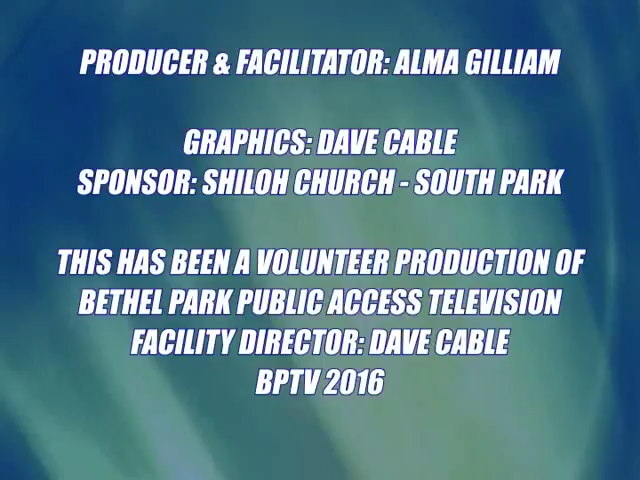 PRODUCER & FACILITATOR: ALMA GILLIAM
GRAPHICS: DAVE CABLE
SPONSOR: SHILOH CHURCH - SOUTH PARK
THIS HAS BEEN A VOLUNTEER PRODUCTION OF
BETHEL PARK PUBLIC ACCESS TELEVISION
FACILITY DIRECTOR: DAVE CABLE
BPTV 2016